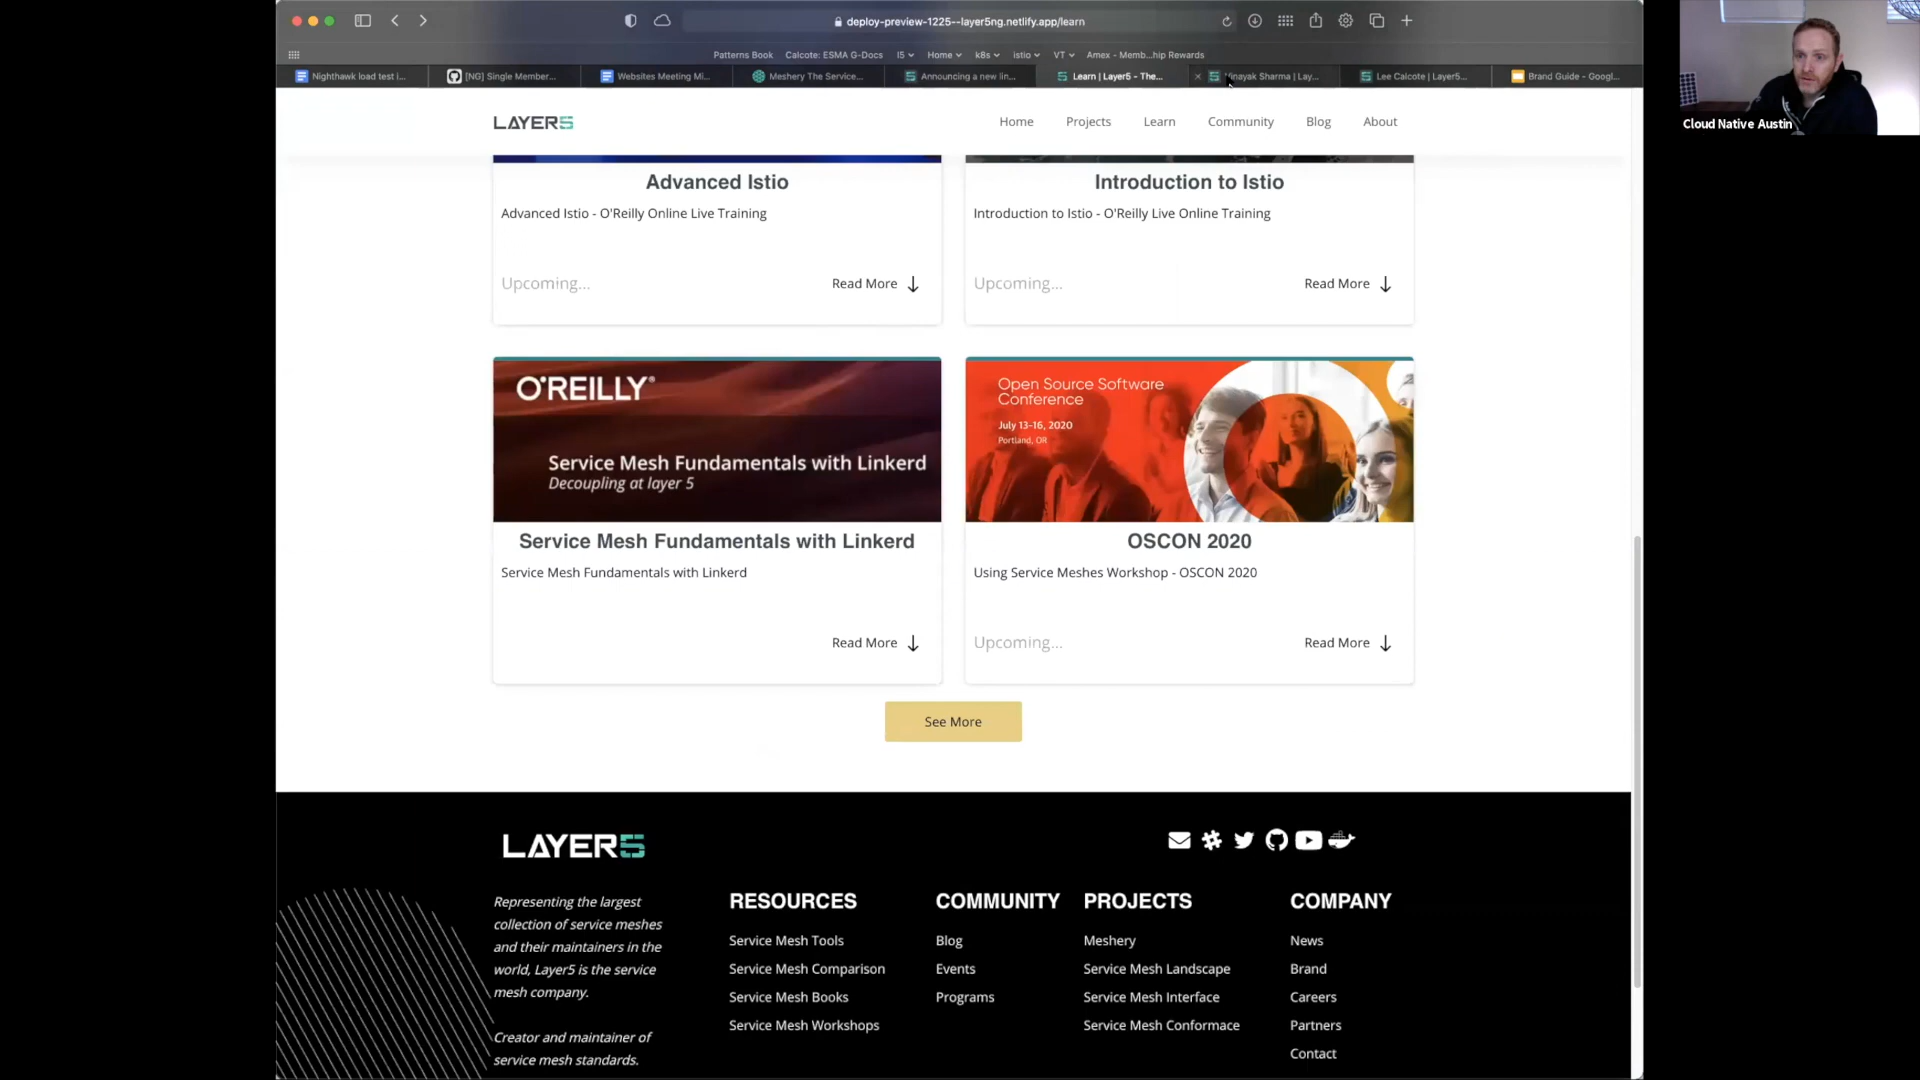 deploy-preview-1225--layer5ng.netlify.app/learn
Patterns Book Calcote: ESMA G-Docs l5 Home k8s istio VT Amex - Memb...hip Rewards
Nighthawk load test i... [NG] Single Member... Websites Meeting Mi... Meshery The Service... Announcing a new lin... Learn | Layer5 - The... Vinayak Sharma | Lay... Lee Calcote | Layer5... Brand Guide - Googl...
Cloud Native Austin
LAYER5
Home Projects Learn Community Blog About
Advanced Istio
Advanced Istio - O'Reilly Online Live Training
Upcoming...
Read More
Introduction to Istio
Introduction to Istio - O'Reilly Live Online Training
Upcoming...
Read More
O'REILLY®
Service Mesh Fundamentals with Linkerd
Decoupling at layer 5
Service Mesh Fundamentals with Linkerd
Service Mesh Fundamentals with Linkerd
Read More
Open Source Software
Conference
July 13-16, 2020
Portland, OR
OSCON 2020
Using Service Meshes Workshop - OSCON 2020
Upcoming...
Read More
See More
LAYER5
Representing the largest
collection of service meshes
and their maintainers in the
world, Layer5 is the service
mesh company.
Creator and maintainer of
service mesh standards.
RESOURCES
Service Mesh Tools
Service Mesh Comparison
Service Mesh Books
Service Mesh Workshops
COMMUNITY
Blog
Events
Programs
PROJECTS
Meshery
Service Mesh Landscape
Service Mesh Interface
Service Mesh Conformace
COMPANY
News
Brand
Careers
Partners
Contact